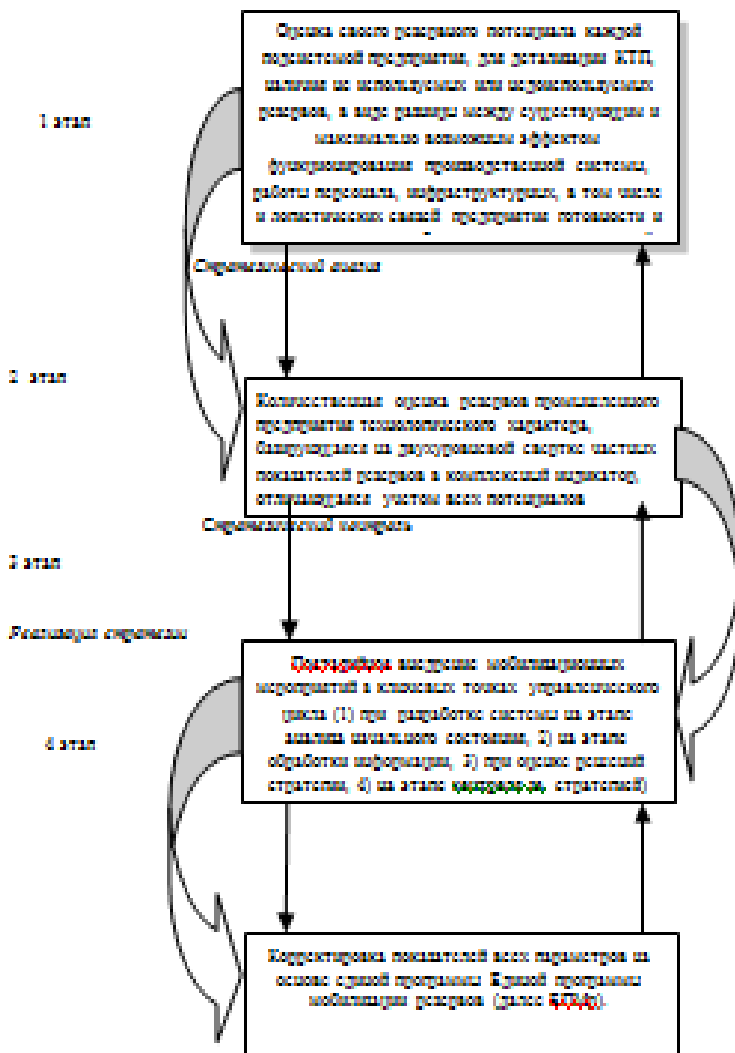 Оценка своего резервного потенциала каждой
подсистемой предприятия, для детализации КТП,
наличия не используемых или недоиспользуемых
резервов, в виде разницы между существующим и
максимально возможным эффектом
функционирования производственной системы,
работы персонала, инфраструктурных, в том числе
и логистических связей предприятия готовности и
1 этап
Стратегический анализ
2 этап
Количественная оценка резервов промышленного
предприятия технологического характера,
базирующаяся на двухуровневой свертке частных
показателей резервов в комплексный индикатор,
отличающаяся учетом всех потенциалов
Стратегический контроль
3 этап
Реализация стратегии
внедрение мобилизационных
мероприятий в ключевых точках управленческого
цикла (1) при разработке системы на этапе
анализа начального состояния, 2) на этапе
обработки информации, 3) при оценке решений
стратегии, 4) на этапе стратегией)
4 этап
Корректировка показателей всех параметров на
основе единой программы Единой программы
мобилизации резервов (далее